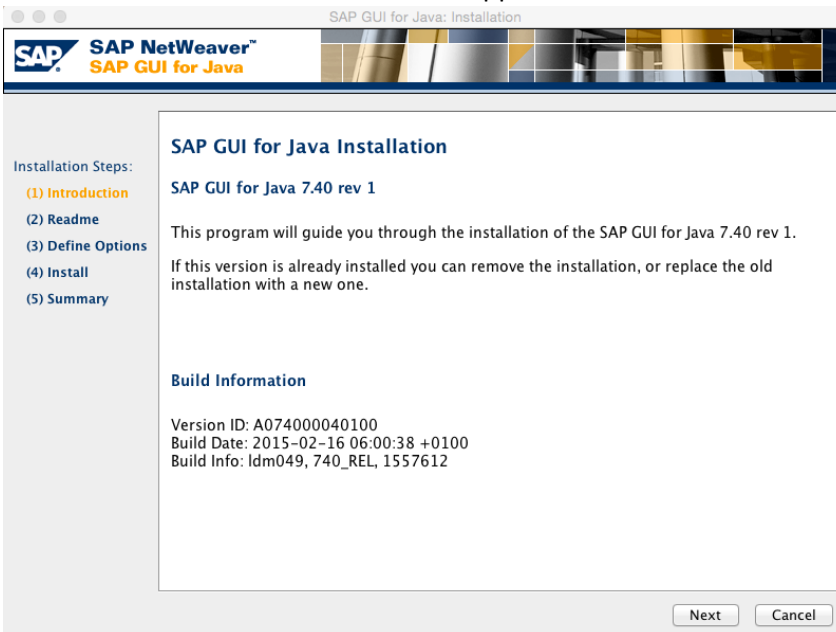 SAP GUI for Java: Installation
SAP SAP NetWeaver™
SAP GUI for Java
Installation Steps:
(1) Introduction
(2) Readme
(3) Define Options
(4) Install
(5) Summary
SAP GUI for Java Installation
SAP GUI for Java 7.40 rev 1
This program will guide you through the installation of the SAP GUI for Java 7.40 rev 1.
If this version is already installed you can remove the installation, or replace the old
installation with a new one.
Build Information
Version ID: A074000040100
Build Date: 2015-02-16 06:00:38 +0100
Build Info: ldm049, 740_REL, 1557612
Next Cancel